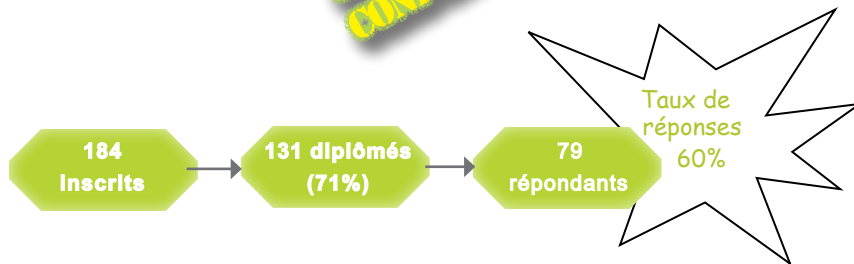 184
inscrits
131 diplômés
(71%)
79
répondants
Taux de
réponses
60%